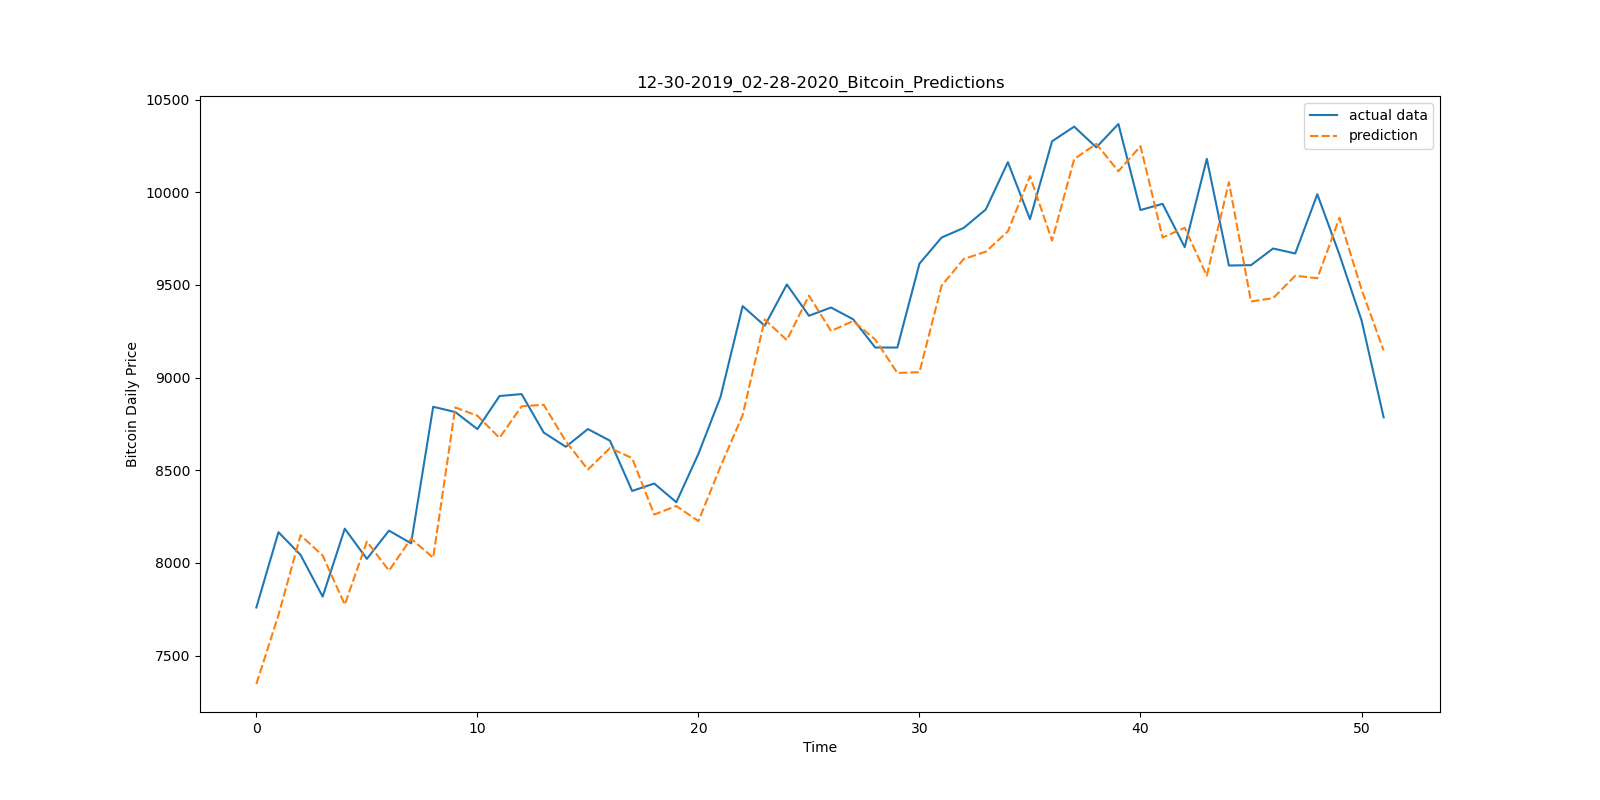 12-30-2019_02-28-2020_Bitcoin_Predictions
actual data
prediction
10500
10000
9500
9000
8500
8000
7500
Bitcoin Daily Price
0 10 20 30 40 50
Time